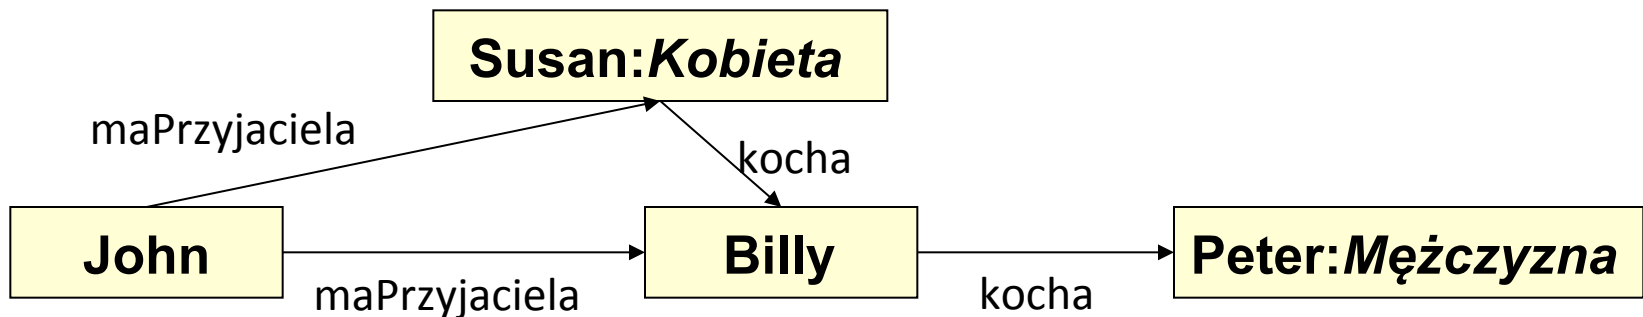 Susan:Kobieta
maPrzyjaciela
kocha
John
Billy
Peter:Mężczyzna
maPrzyjaciela
kocha